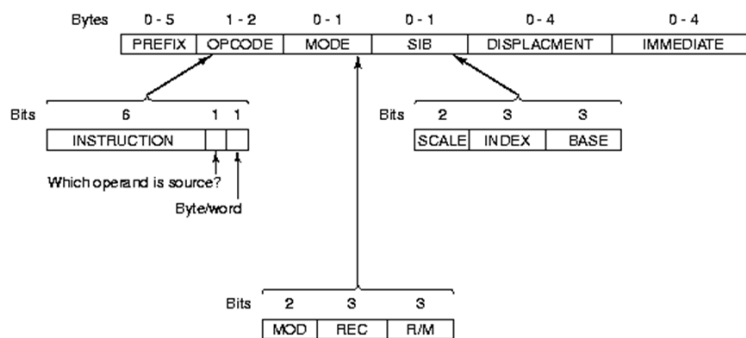 Bytes 0 - 5 1 - 2 0 - 1 0 - 1 0 - 4 0 - 4
PREFIX OPCODE MODE SIB DISPLACMENT IMMEDIATE
Bits 6 1 1
INSTRUCTION
Which operand is source?
Byte/word
Bits 2 3 3
SCALE INDEX BASE
Bits 2 3 3
MOD REC R/M